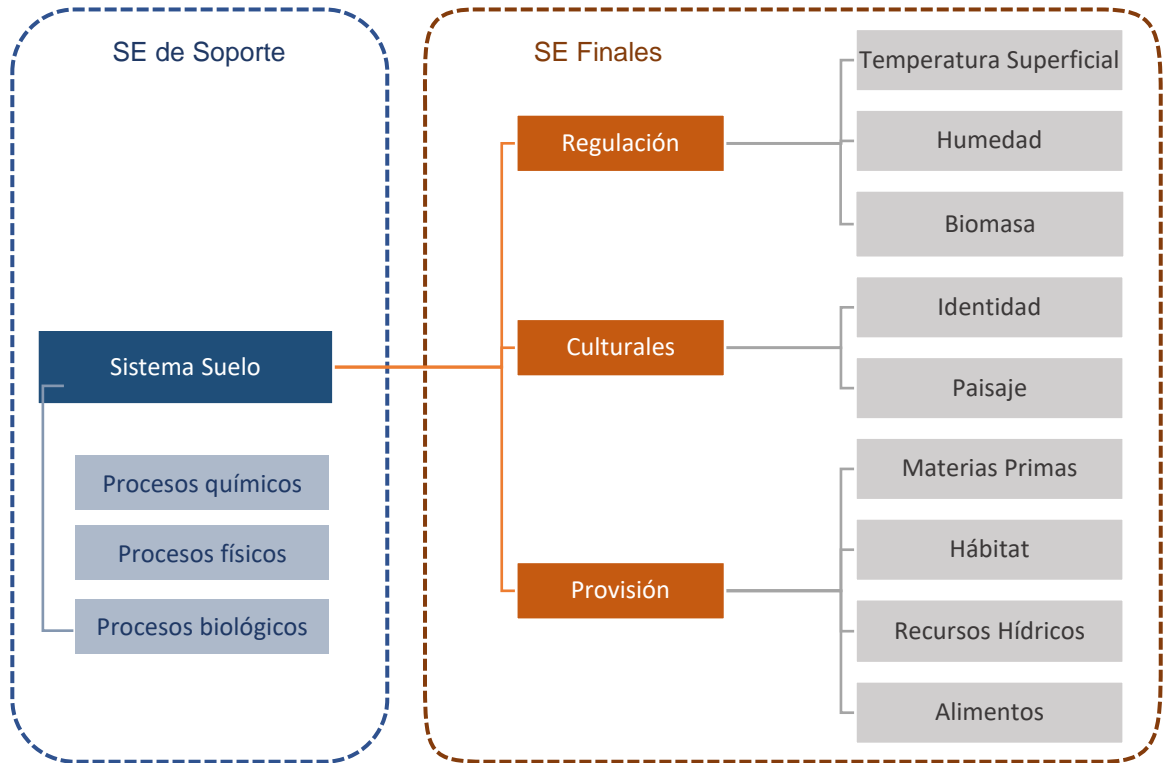 SE de Soporte
Sistema Suelo
Procesos químicos
Procesos físicos
Procesos biológicos
SE Finales
Regulación
Temperatura Superficial
Humedad
Biomasa
Culturales
Identidad
Paisaje
Provisión
Materias Primas
Hábitat
Recursos Hídricos
Alimentos